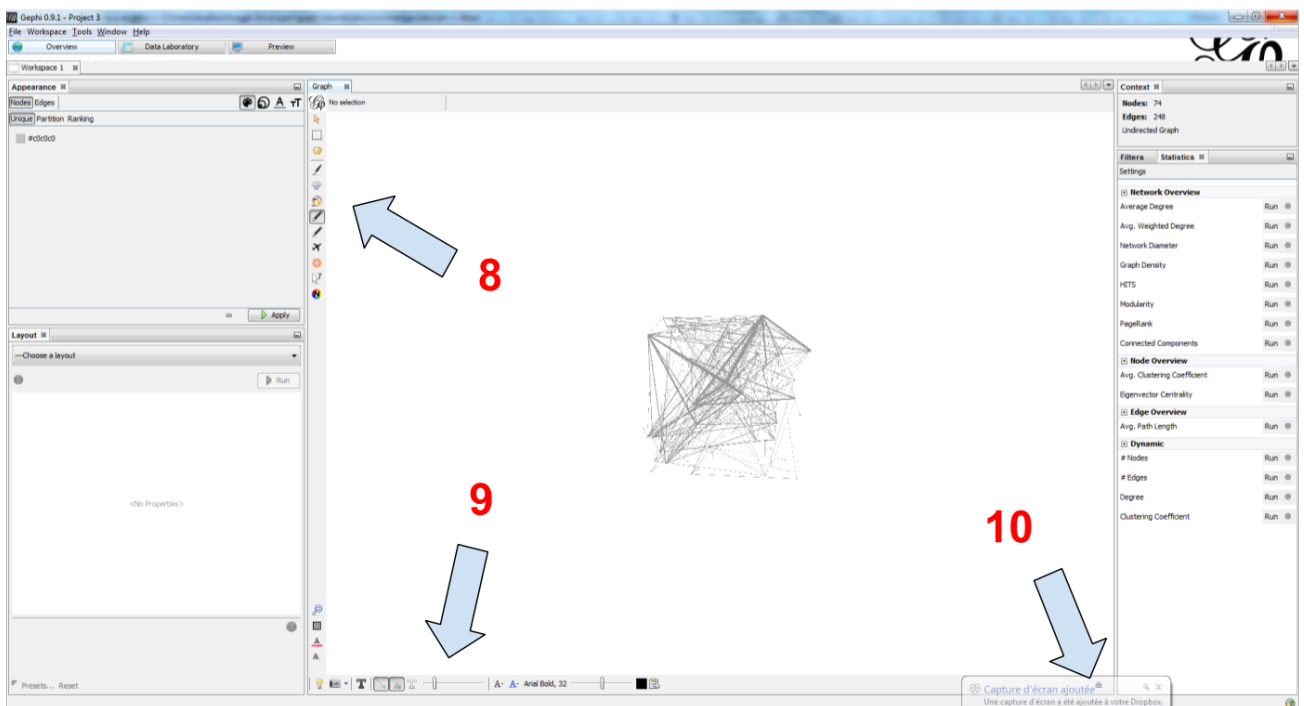 Gephi 0.9.1 - Project 3
File Workspace Tools Window Help
Overview Data Laboratory Preview
Workspace 1
Appearance
Nodes Edges
Unique Partition Ranking
#c0c0c0
Apply
Layout
---Choose a layout
Run
<No Properties>
Presets... Reset
Graph
No selection
8
9
10
T T A- A- Arial Bold, 32
Capture d'écran ajoutée
Une capture d'écran a été ajoutée à votre Dropbox.
Context
Nodes: 74
Edges: 248
Undirected Graph
Filters Statistics
Settings
Network Overview
Average Degree Run
Avg. Weighted Degree Run
Network Diameter Run
Graph Density Run
HITS Run
Modularity Run
PageRank Run
Connected Components Run
Node Overview
Avg. Clustering Coefficient Run
Eigenvector Centrality Run
Edge Overview
Avg. Path Length Run
Dynamic
# Nodes Run
# Edges Run
Degree Run
Clustering Coefficient Run